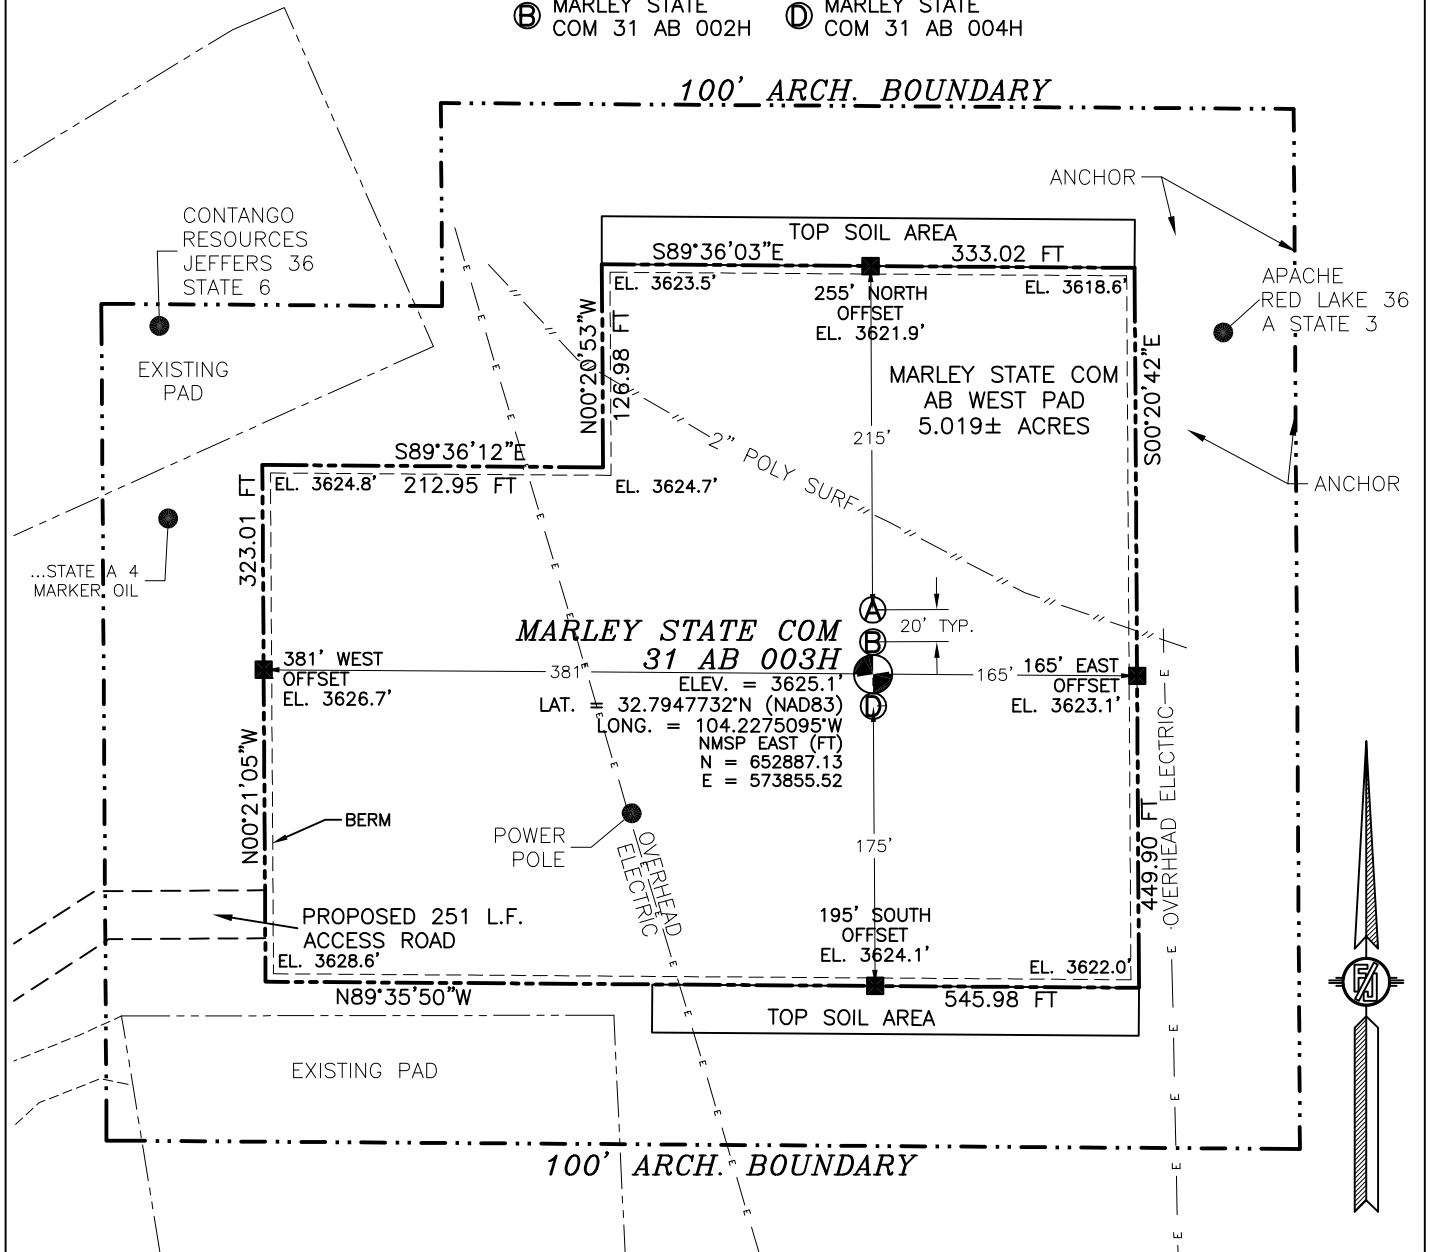 MARLEY STATE
Ⓑ COM 31 AB 002H
MARLEY STATE
Ⓓ COM 31 AB 004H
100' ARCH. BOUNDARY
ANCHOR
CONTANGO
RESOURCES
JEFFERS 36
STATE 6
TOP SOIL AREA
S89°36'03"E
333.02 FT
EL. 3623.5'
255' NORTH
OFFSET
EL. 3621.9'
EL. 3618.6'
APACHE
RED LAKE 36
A STATE 3
EXISTING
PAD
N00°20'53"W
126.98 FT
MARLEY STATE COM
AB WEST PAD
5.019± ACRES
S00°20'42"E
215'
S89°36'12"E
212.95 FT
EL. 3624.8'
EL. 3624.7'
2" POLY SURF
ANCHOR
323.01 FT
...STATE A 4
MARKER OIL
A
20' TYP.
B
MARLEY STATE COM
31 AB 003H
ELEV. = 3625.1'
LAT. = 32.7947732°N (NAD83)
LONG. = 104.2275095°W
NMSP EAST (FT)
N = 652887.13
E = 573855.52
D
381' WEST
OFFSET
EL. 3626.7'
381'
165'
165' EAST
OFFSET
EL. 3623.1'
N00°21'05"W
BERM
POWER
POLE
OVERHEAD
ELECTRIC
OVERHEAD ELECTRIC
175'
449.90 FT
PROPOSED 251 L.F.
ACCESS ROAD
EL. 3628.6'
195' SOUTH
OFFSET
EL. 3624.1'
EL. 3622.0'
N89°35'50"W
545.98 FT
TOP SOIL AREA
EXISTING PAD
100' ARCH. BOUNDARY